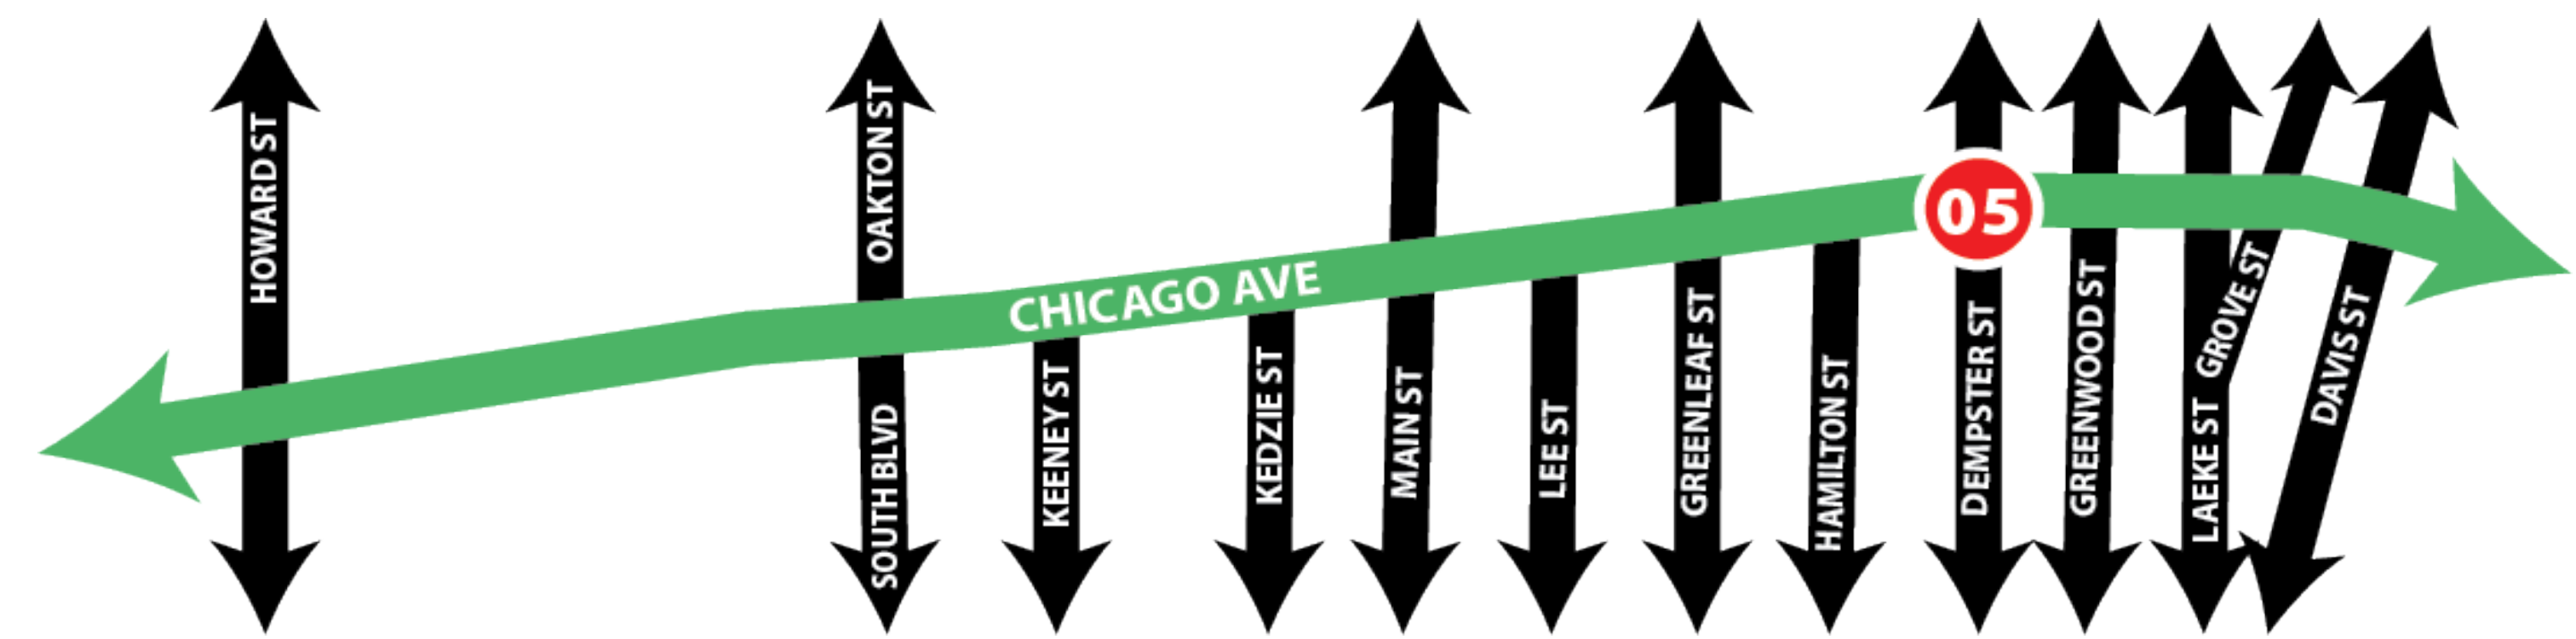 HOWARD ST
OAKTON ST
SOUTH BLVD
CHICAGO AVE
KEENEY ST
KEDZIE ST
MAIN ST
LEE ST
GREENLEAF ST
HAMILTON ST
05
DEMPSTER ST
GREENWOOD ST
LAEKE ST
GROVE ST
DAVIS ST